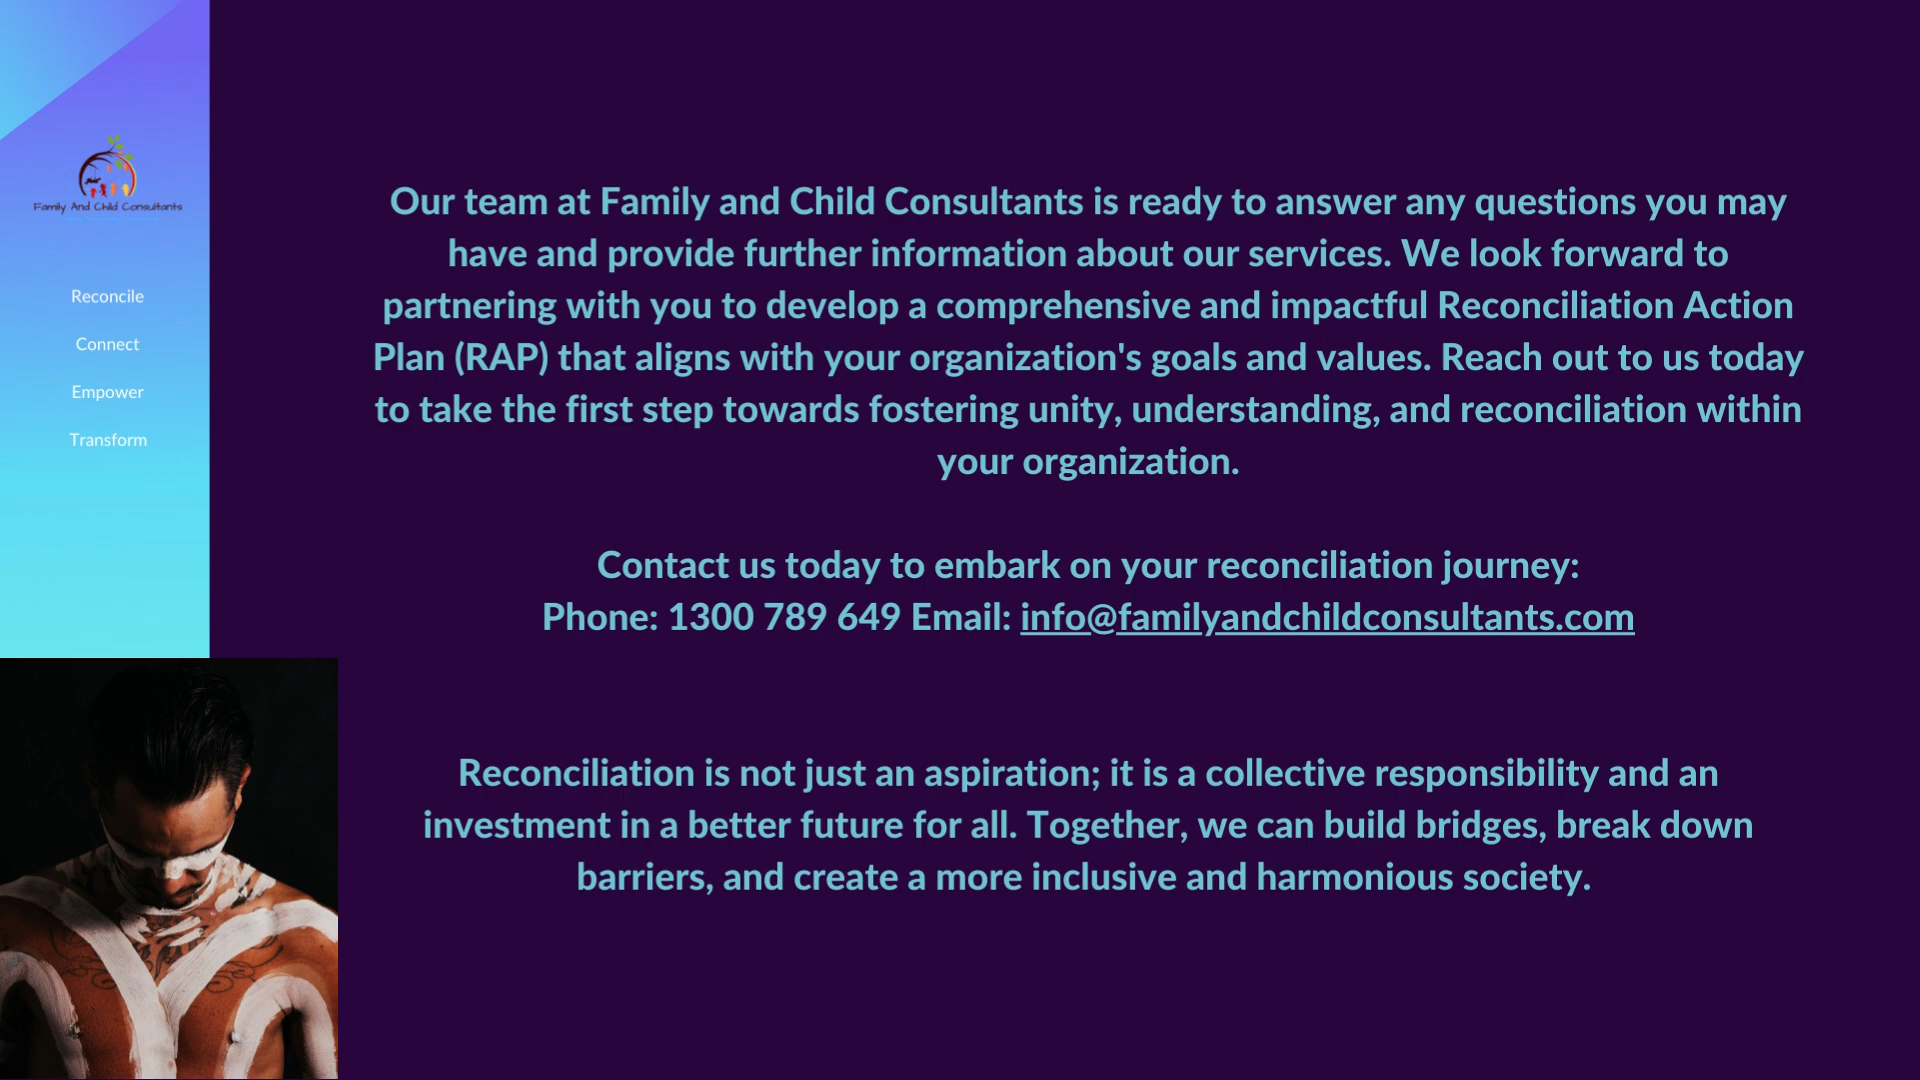 Family And Child Consultants
Reconcile
Connect
Empower
Transform
Our team at Family and Child Consultants is ready to answer any questions you may
have and provide further information about our services. We look forward to
partnering with you to develop a comprehensive and impactful Reconciliation Action
Plan (RAP) that aligns with your organization's goals and values. Reach out to us today
to take the first step towards fostering unity, understanding, and reconciliation within
your organization.
Contact us today to embark on your reconciliation journey:
Phone: 1300 789 649 Email: info@familyandchildconsultants.com
Reconciliation is not just an aspiration; it is a collective responsibility and an
investment in a better future for all. Together, we can build bridges, break down
barriers, and create a more inclusive and harmonious society.